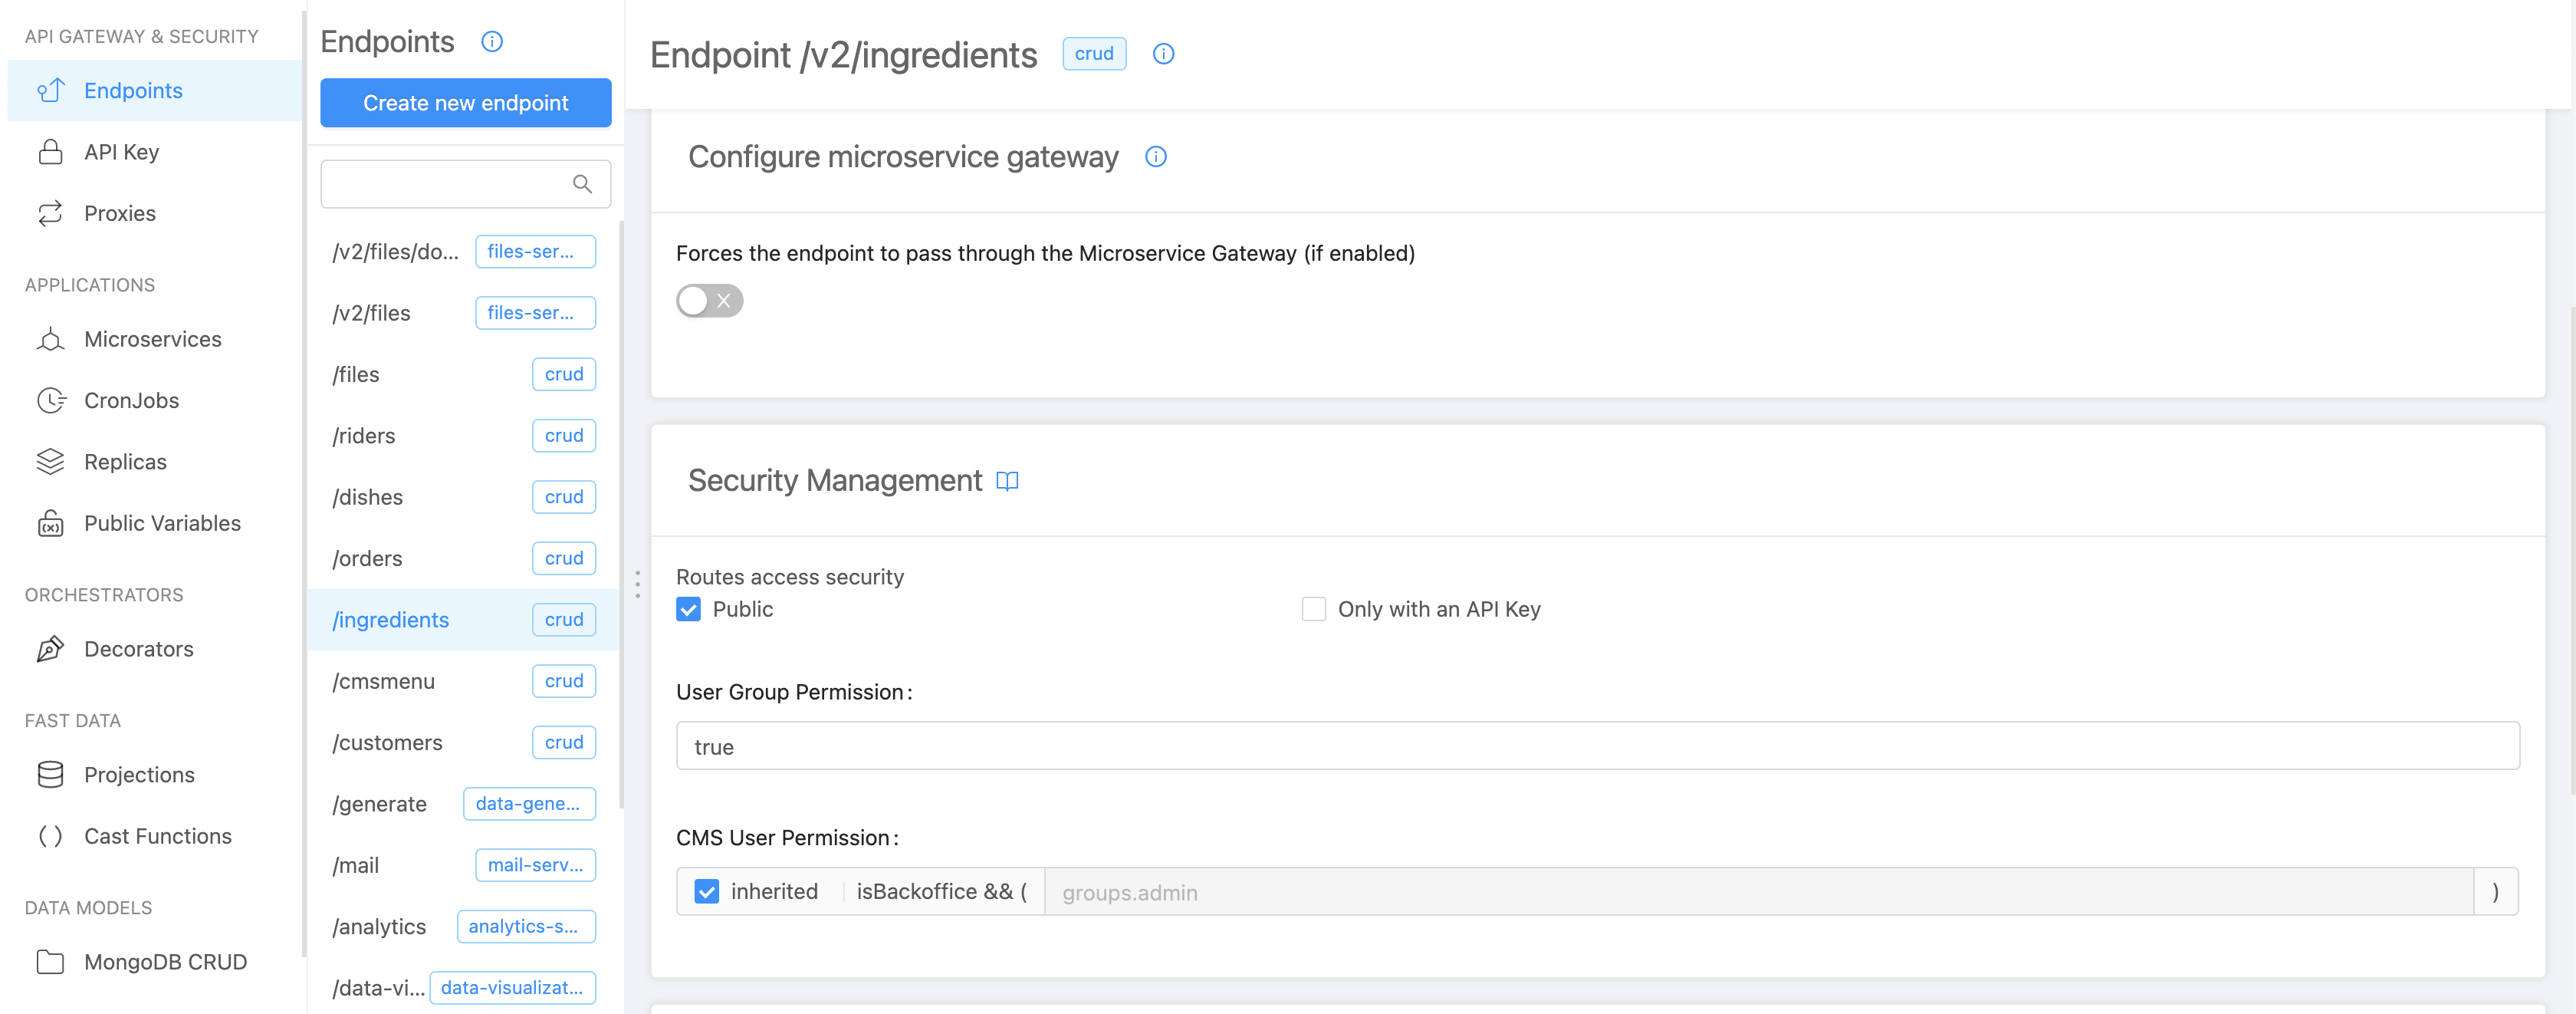 API GATEWAY & SECURITY
Endpoints
API Key
Proxies
APPLICATIONS
Microservices
CronJobs
Replicas
Public Variables
ORCHESTRATORS
Decorators
FAST DATA
Projections
Cast Functions
DATA MODELS
MongoDB CRUD
Endpoints
Create new endpoint
/v2/files/do... files-ser...
/v2/files files-ser...
/files crud
/riders crud
/dishes crud
/orders crud
/ingredients crud
/cmsmenu crud
/customers crud
/generate data-gene...
/mail mail-serv...
/analytics analytics-s...
/data-vi... data-visualizat...
Endpoint /v2/ingredients crud
Configure microservice gateway
Forces the endpoint to pass through the Microservice Gateway (if enabled)
Security Management
Routes access security
Public Only with an API Key
User Group Permission:
true
CMS User Permission:
inherited isBackoffice && ( groups.admin )